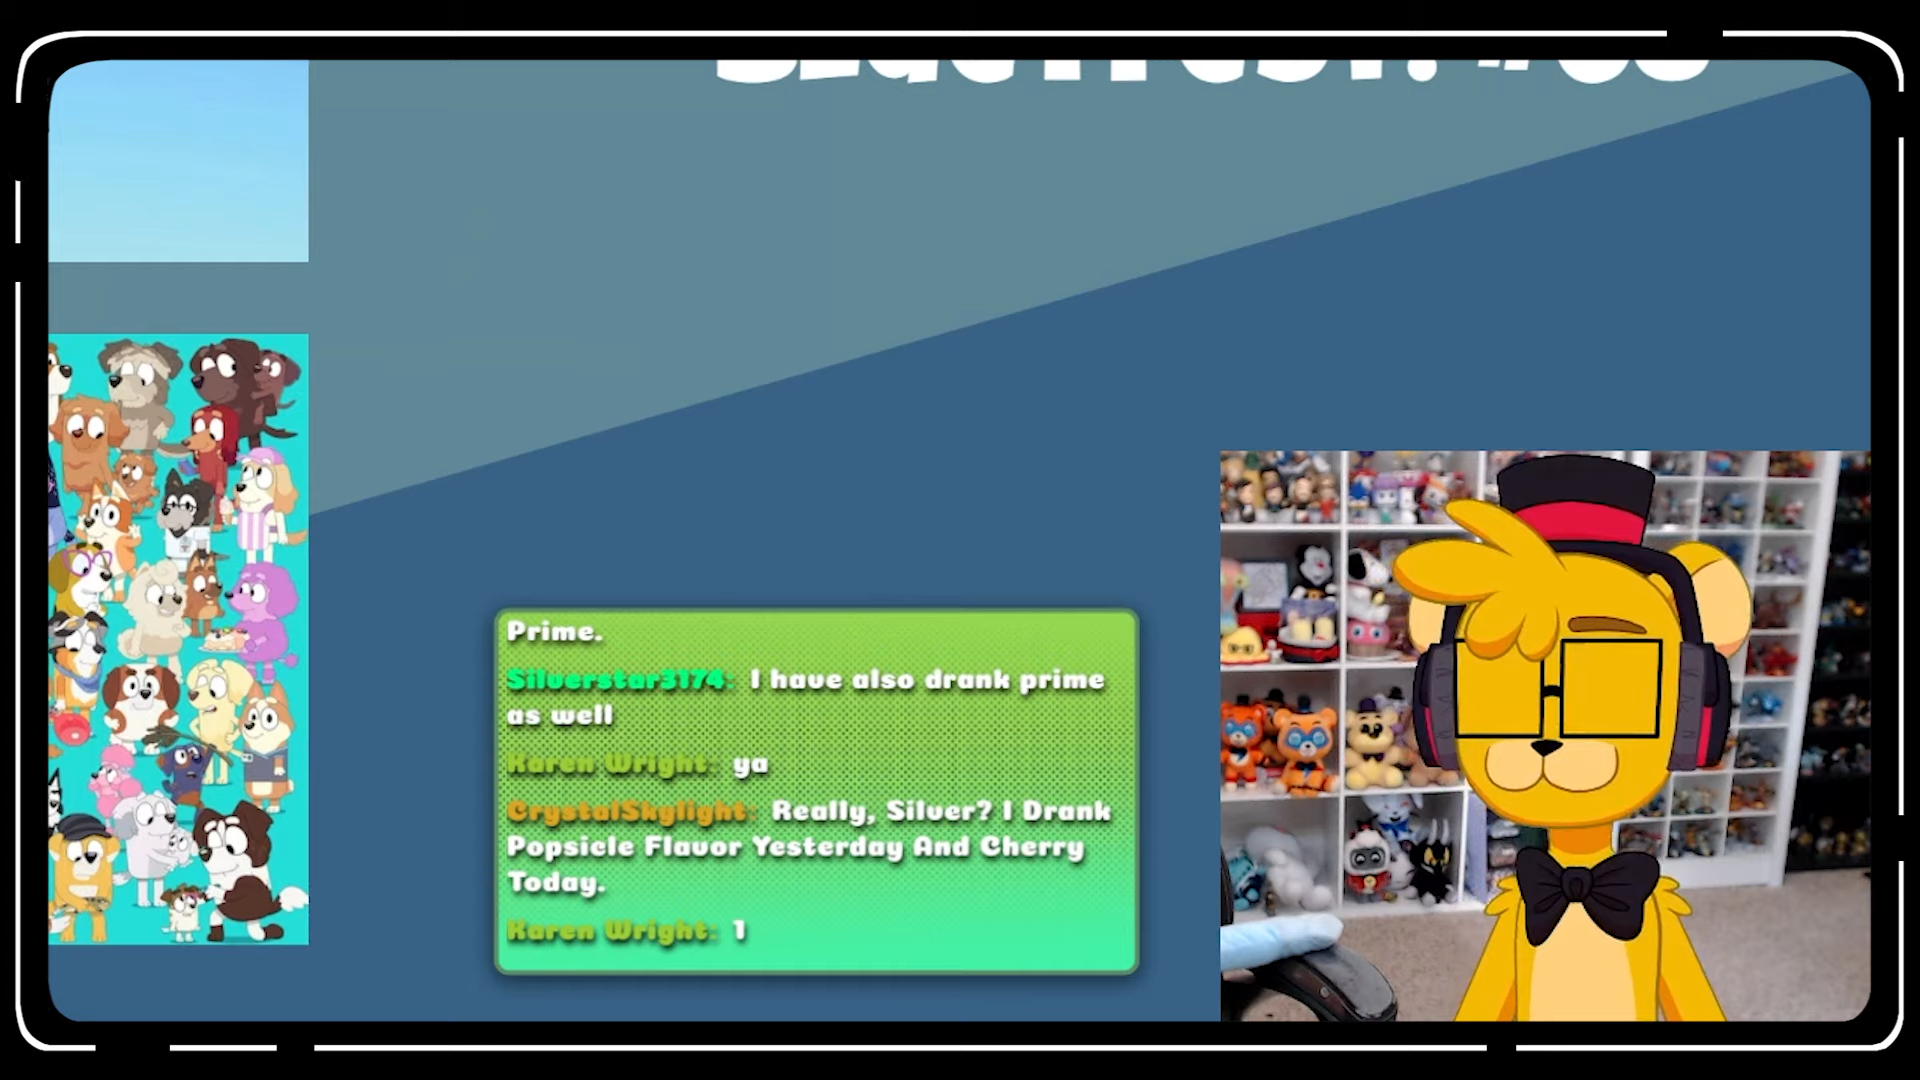 Prime.
Silverstar3174: I have also drank prime
as well
Karen Wright: ya
CrystalSkylight: Really, Silver? I Drank
Popsicle Flavor Yesterday And Cherry
Today.
Karen Wright: 1